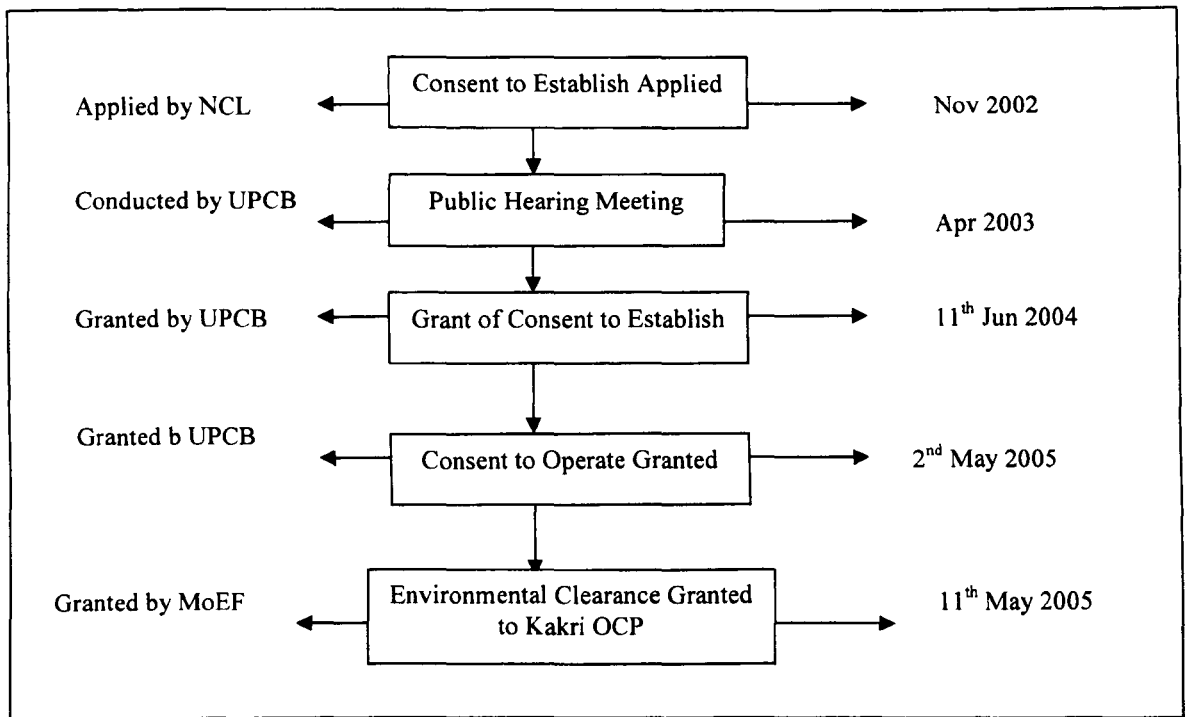 Consent to Establish Applied
Applied by NCL
Nov 2002
Conducted by UPCB
Public Hearing Meeting
Apr 2003
Granted by UPCB
Grant of Consent to Establish
11th Jun 2004
Granted b UPCB
Consent to Operate Granted
2nd May 2005
Granted by MoEF
Environmental Clearance Granted
to Kakri OCP
11th May 2005